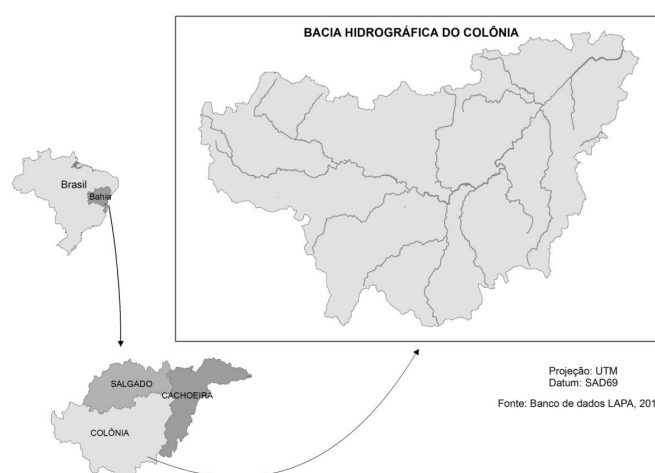 BACIA HIDROGRÁFICA DO COLÔNIA
Brasil
Bahia
SALGADO
CACHOEIRA
COLÔNIA
Projeção: UTM
Datum: SAD69
Fonte: Banco de dados LAPA, 201